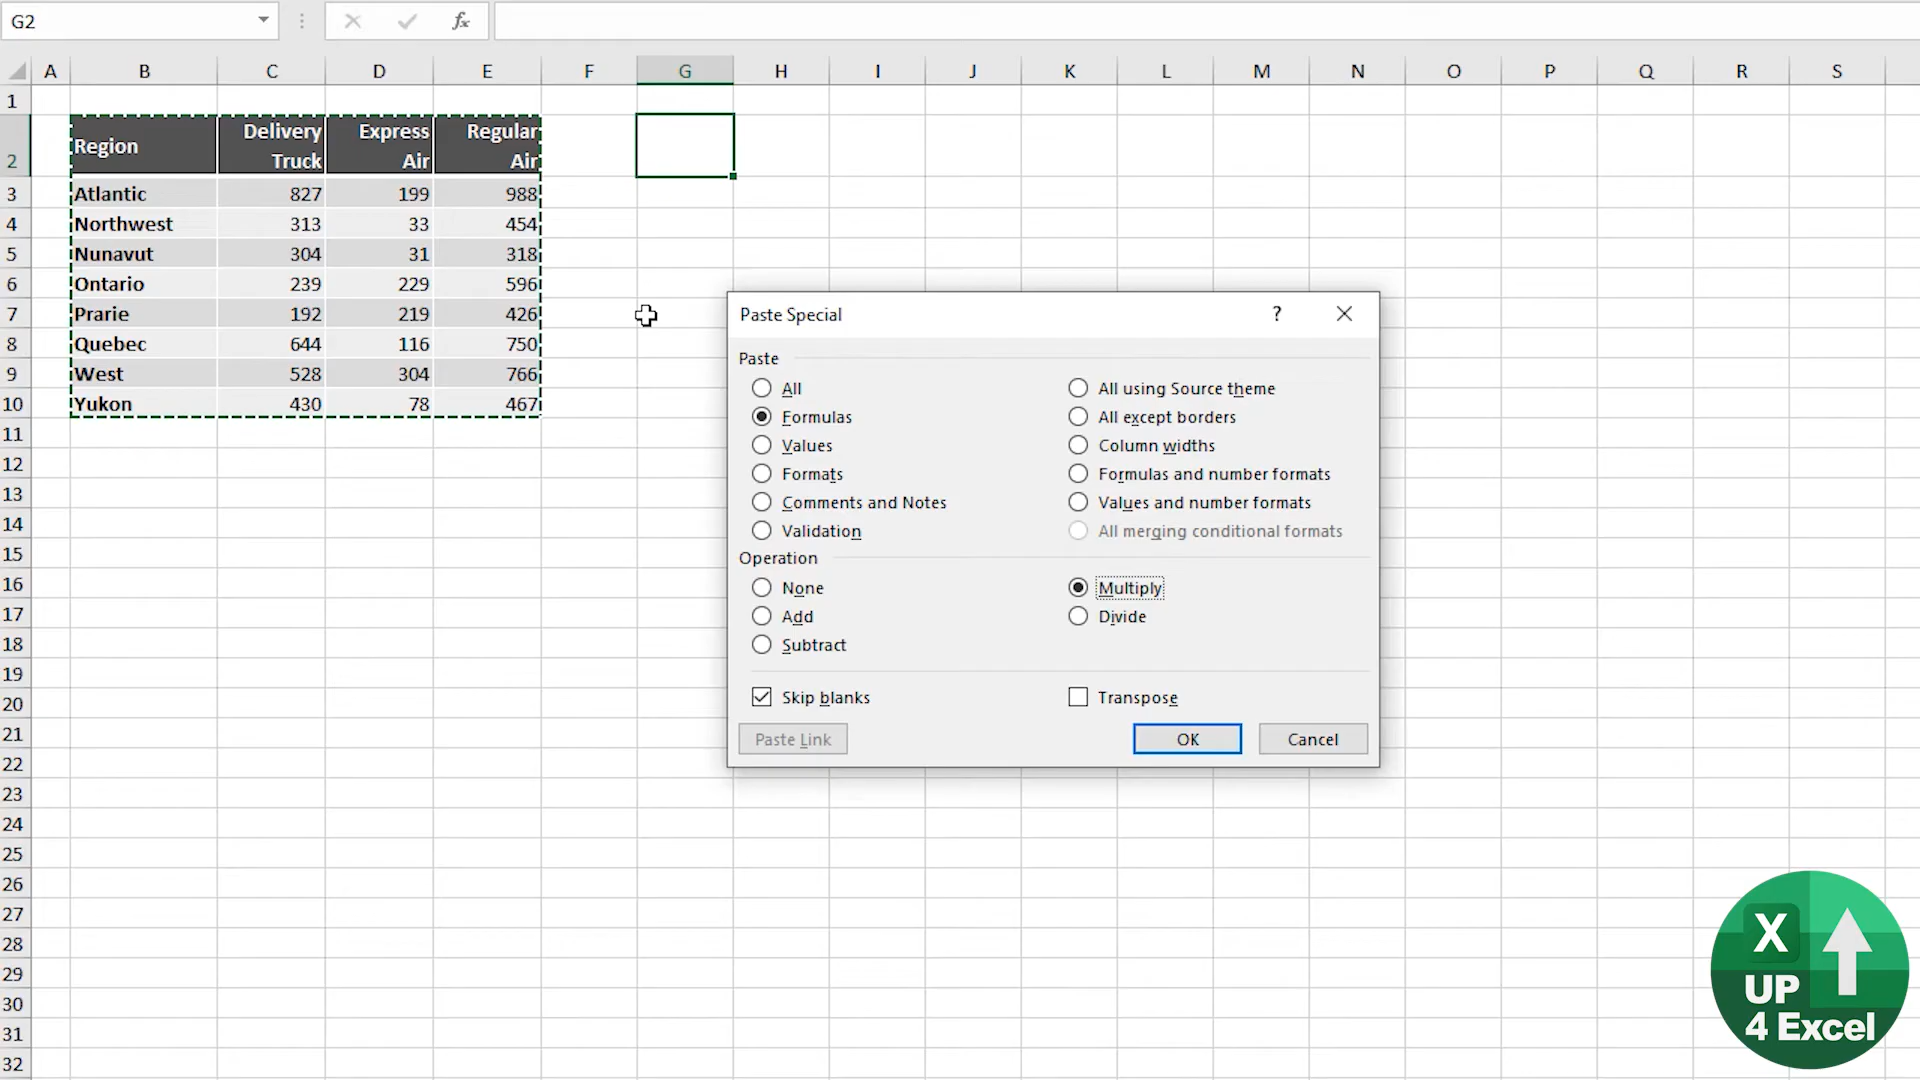 G2
fx
A B C D E F G H I J K L M N O P Q R S
1
2 Region Delivery Truck Express Air Regular Air
3 Atlantic 827 199 988
4 Northwest 313 33 454
5 Nunavut 304 31 318
6 Ontario 239 229 596
7 Prarie 192 219 426
8 Quebec 644 116 750
9 West 528 304 766
10 Yukon 430 78 467
11
12
13
14
15
16
17
18
19
20
21
22
23
24
25
26
27
28
29
30
31
32
Paste Special ?
Paste
All All using Source theme
Formulas All except borders
Values Column widths
Formats Formulas and number formats
Comments and Notes Values and number formats
Validation All merging conditional formats
Operation
None Multiply
Add Divide
Subtract
Skip blanks Transpose
Paste Link OK Cancel
X
UP
4 Excel